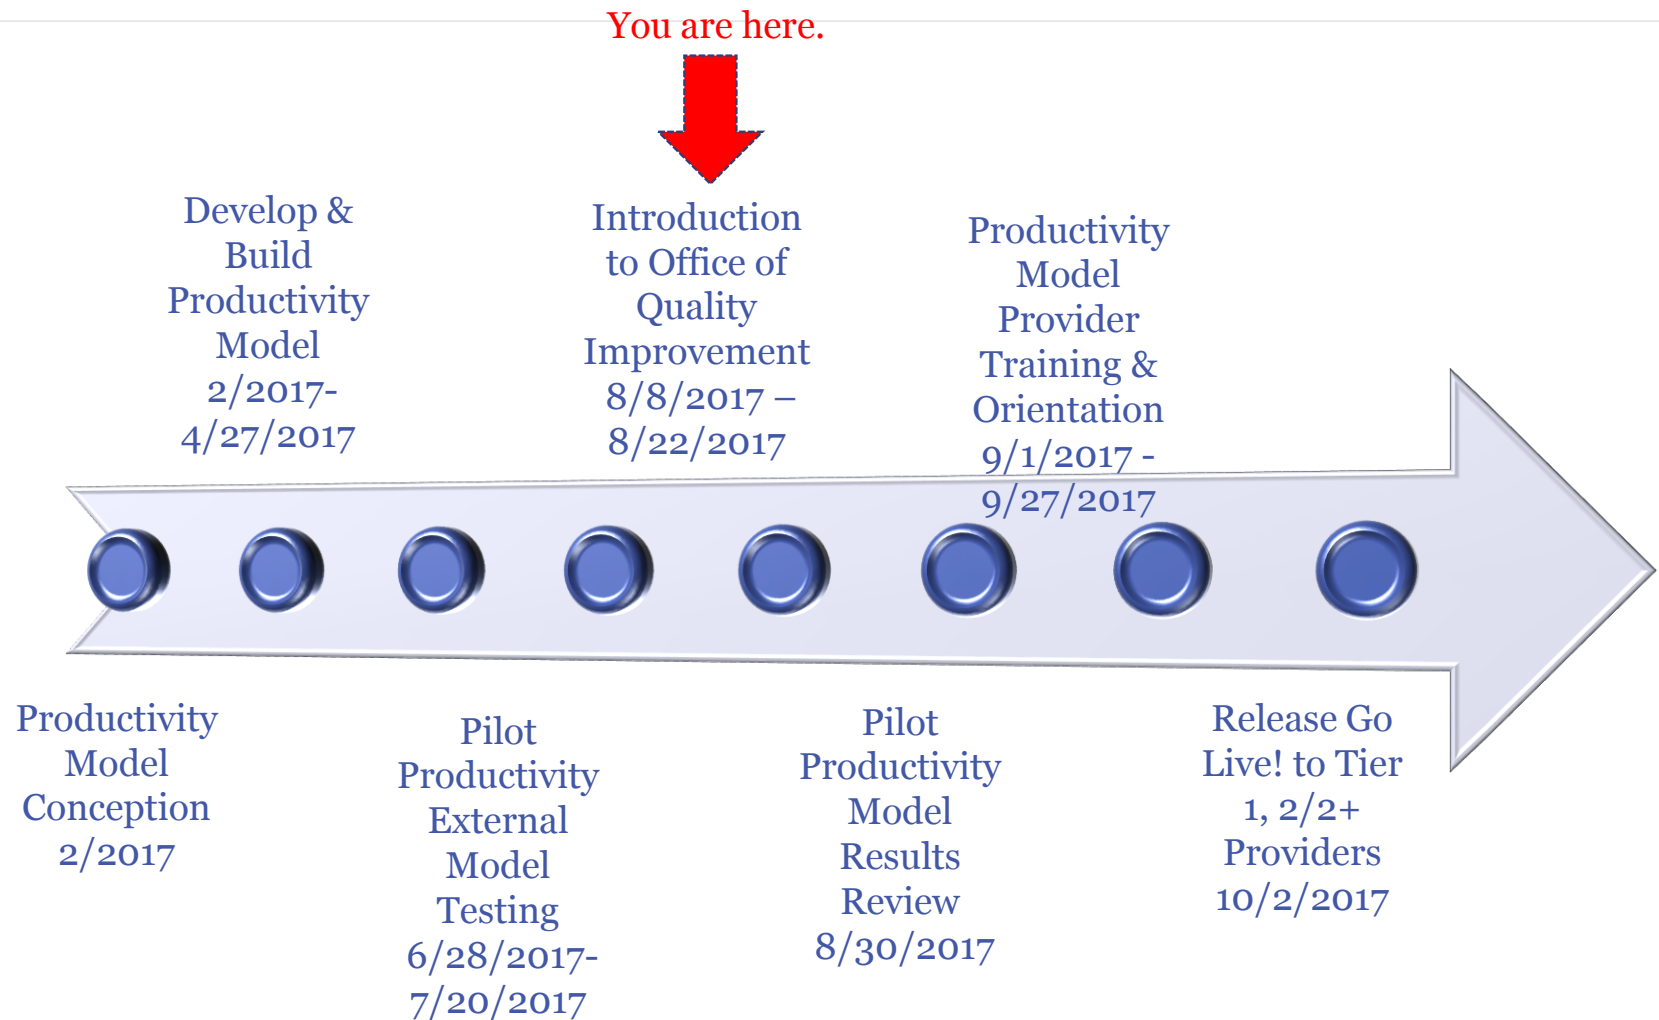 You are here.
Develop &
Build
Productivity
Model
2/2017-
4/27/2017
Introduction
to Office of
Quality
Improvement
8/8/2017 –
8/22/2017
Productivity
Model
Provider
Training &
Orientation
9/1/2017 -
9/27/2017
Productivity
Model
Conception
2/2017
Pilot
Productivity
External
Model
Testing
6/28/2017-
7/20/2017
Pilot
Productivity
Model
Results
Review
8/30/2017
Release Go
Live! to Tier
1, 2/2+
Providers
10/2/2017